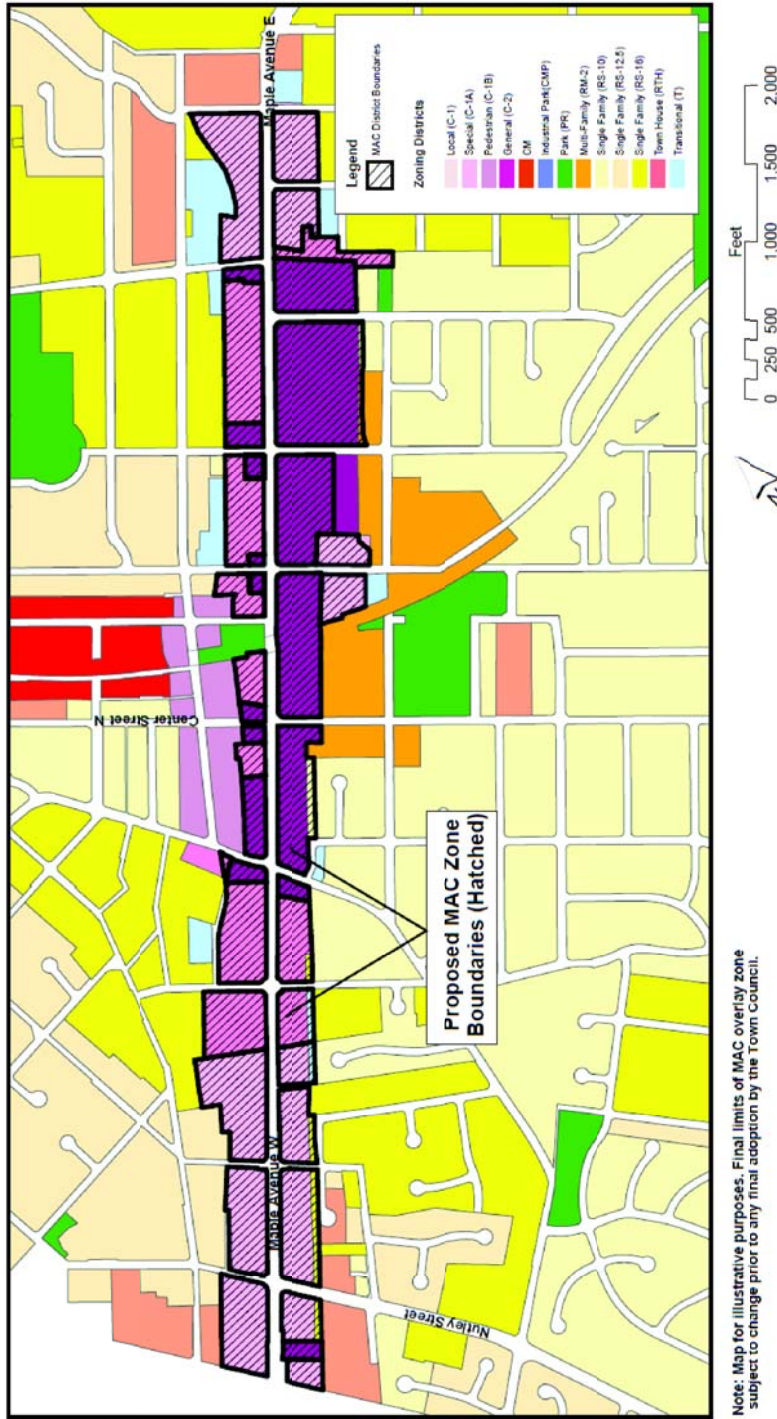 Maple Avenue E
Center Street N
Maple Avenue W
Nutley Street
Proposed MAC Zone
Boundaries (Hatched)
Legend
MAC District Boundaries
Zoning Districts
Local (C-1)
Special (C-1A)
Pedestrian (C-1B)
General (C-2)
CM
Industrial Park(CMP)
Park (PR)
Multi-Family (RM-2)
Single Family (RS-10)
Single Family (RS-12.5)
Single Family (RS-16)
Town House (RTH)
Transitional (T)
Feet
0 250 500 1,000 1,500 2,000
Note: Map for illustrative purposes. Final limits of MAC overlay zone
subject to change prior to any final adoption by the Town Council.